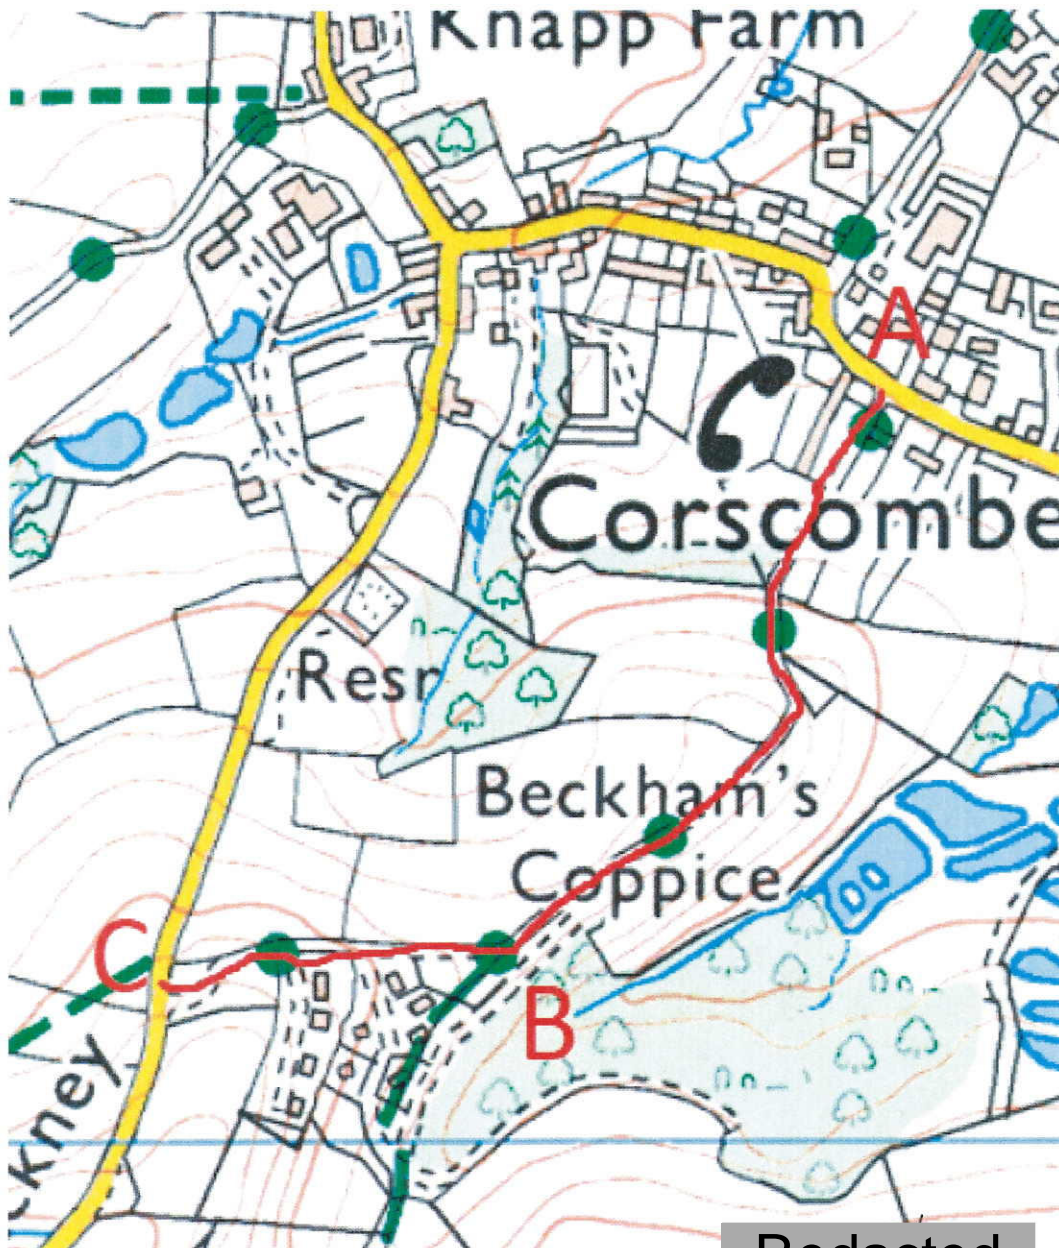 Knapp Farm
A
Corscombe
Resr
Beckham's
Coppice
C
B
ckney
Redacted